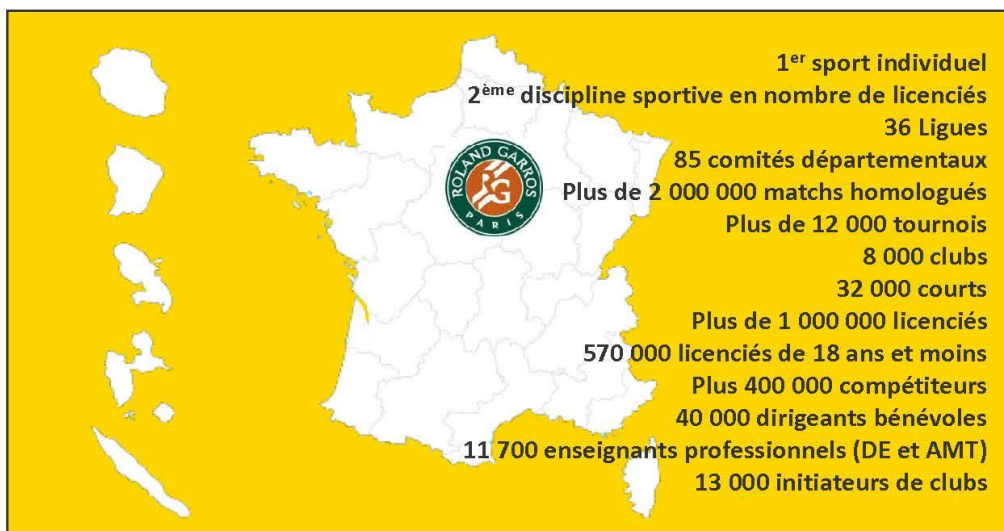 1er sport individuel
2ème discipline sportive en nombre de licenciés
36 Ligues
85 comités départementaux
Plus de 2 000 000 matchs homologués
Plus de 12 000 tournois
8 000 clubs
32 000 courts
Plus de 1 000 000 licenciés
570 000 licenciés de 18 ans et moins
Plus 400 000 compétiteurs
40 000 dirigeants bénévoles
11 700 enseignants professionnels (DE et AMT)
13 000 initiateurs de clubs
ROLAND GARROS
RG
PARIS